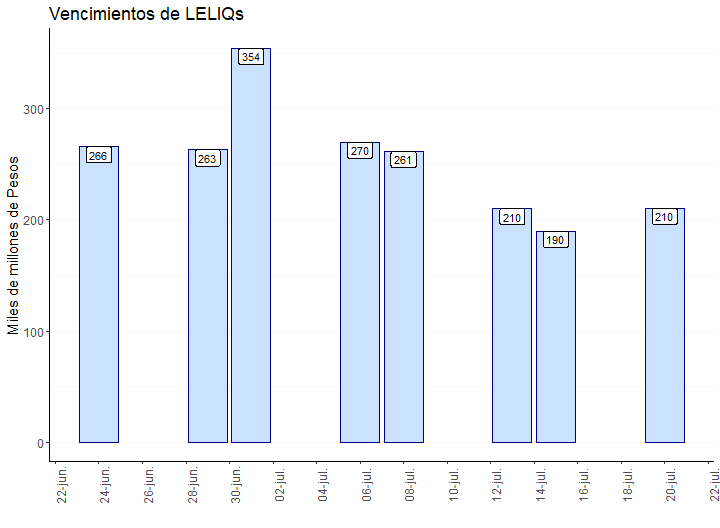 Vencimientos de LELIQs
Miles de millones de Pesos
300
200
100
0
266
263
354
270
261
210
190
210
22-jun.
24-jun.
26-jun.
28-jun.
30-jun.
02-jul.
04-jul.
06-jul.
08-jul.
10-jul.
12-jul.
14-jul.
16-jul.
18-jul.
20-jul.
22-jul.